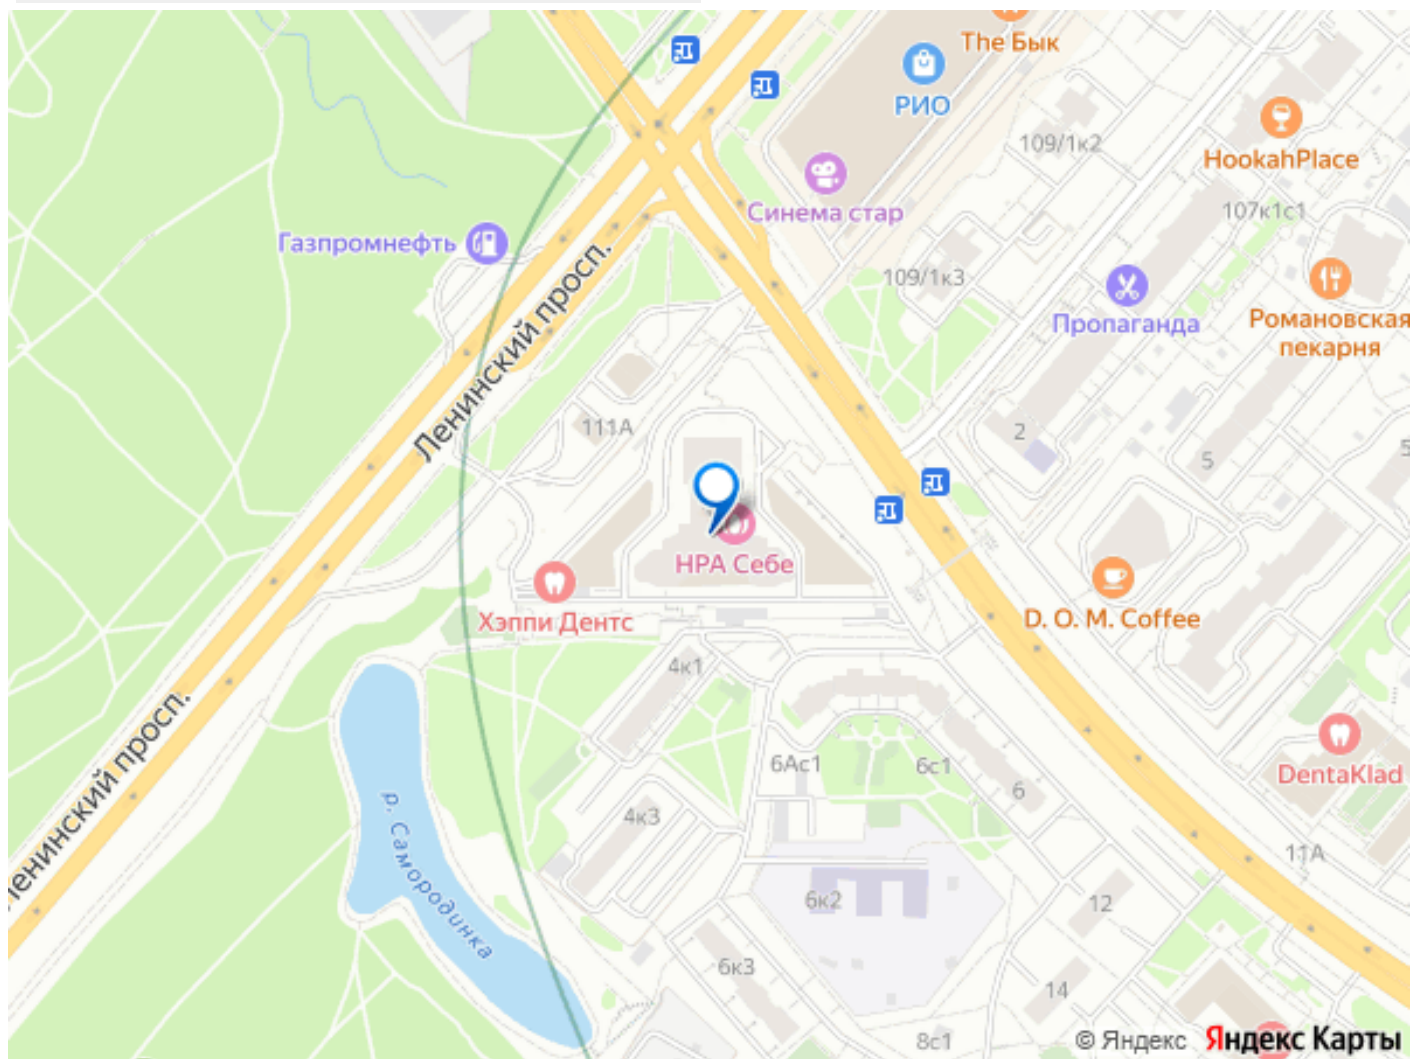 The Бык
РИО
109/1к2
HookahPlace
Синема стар
107к1с1
Газпромнефть
109/1к3
Пропаганда
Романовская
пекарня
Ленинский просп.
111А
2
5
НРА Себе
D. O. M. Coffee
Хэппи Дентс
4к1
6Ас1
6с1
6
DentaKlad
Ленинский просп.
4к3
р. Самородинка
11А
6к2
12
6к3
14
8с1
© Яндекс Яндекс Карты